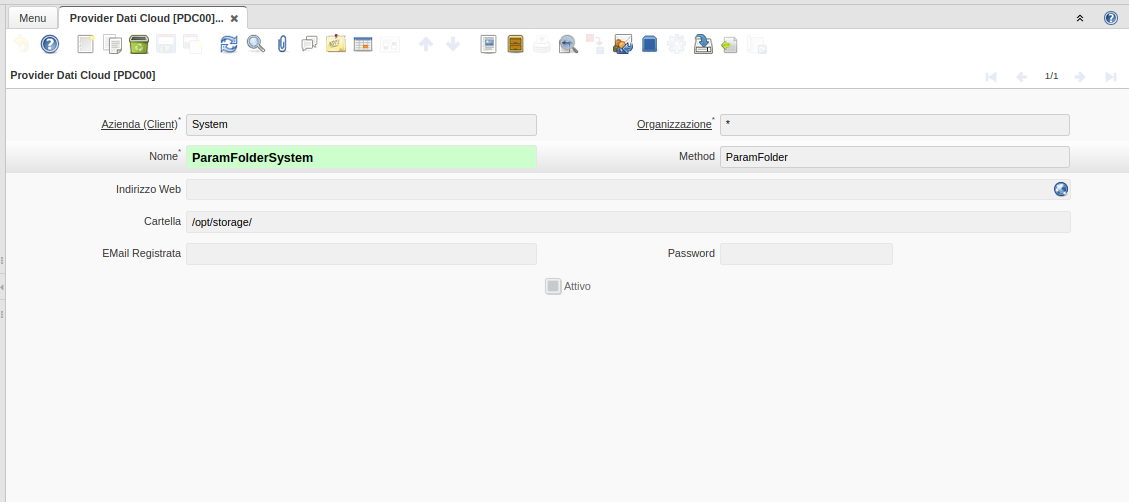 Menu
Provider Dati Cloud [PDC00]...
Provider Dati Cloud [PDC00]
1/1
Azienda (Client)* System
Organizzazione* *
Nome* ParamFolderSystem
Method ParamFolder
Indirizzo Web
Cartella /opt/storage/
EMail Registrata
Password
Attivo